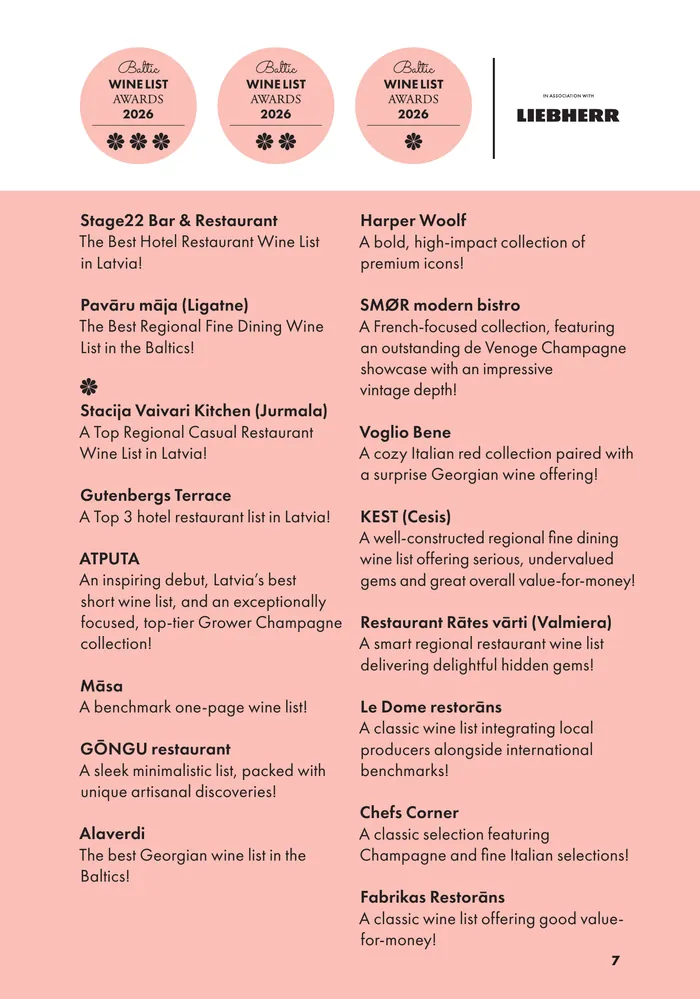 Baltic
WINE LIST
AWARDS
2026
Baltic
WINE LIST
AWARDS
2026
Baltic
WINE LIST
AWARDS
2026
IN ASSOCIATION WITH
LIEBHERR
Stage22 Bar & Restaurant
The Best Hotel Restaurant Wine List
in Latvia!
Pavāru māja (Ligatne)
The Best Regional Fine Dining Wine
List in the Baltics!
Stacija Vaivari Kitchen (Jurmala)
A Top Regional Casual Restaurant
Wine List in Latvia!
Gutenbergs Terrace
A Top 3 hotel restaurant list in Latvia!
ATPUTA
An inspiring debut, Latvia’s best
short wine list, and an exceptionally
focused, top-tier Grower Champagne
collection!
Māsa
A benchmark one-page wine list!
GŌNGU restaurant
A sleek minimalistic list, packed with
unique artisanal discoveries!
Alaverdi
The best Georgian wine list in the
Baltics!
Harper Woolf
A bold, high-impact collection of
premium icons!
SMØR modern bistro
A French-focused collection, featuring
an outstanding de Venoge Champagne
showcase with an impressive
vintage depth!
Voglio Bene
A cozy Italian red collection paired with
a surprise Georgian wine offering!
KEST (Cesis)
A well-constructed regional fine dining
wine list offering serious, undervalued
gems and great overall value-for-money!
Restaurant Rātes vārti (Valmiera)
A smart regional restaurant wine list
delivering delightful hidden gems!
Le Dome restorāns
A classic wine list integrating local
producers alongside international
benchmarks!
Chefs Corner
A classic selection featuring
Champagne and fine Italian selections!
Fabrikas Restorāns
A classic wine list offering good value-
for-money!
7